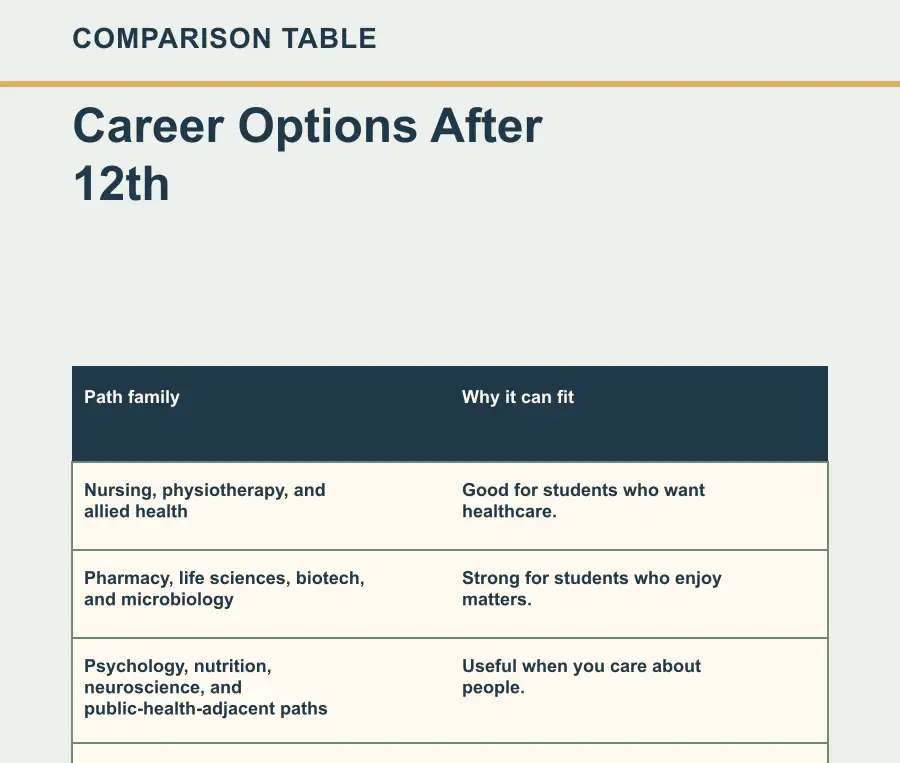 COMPARISON TABLE
Career Options After
12th
Path family
Why it can fit
Nursing, physiotherapy, and
allied health
Good for students who want
healthcare.
Pharmacy, life sciences, biotech,
and microbiology
Strong for students who enjoy
matters.
Psychology, nutrition,
neuroscience, and
public-health-adjacent paths
Useful when you care about
people.